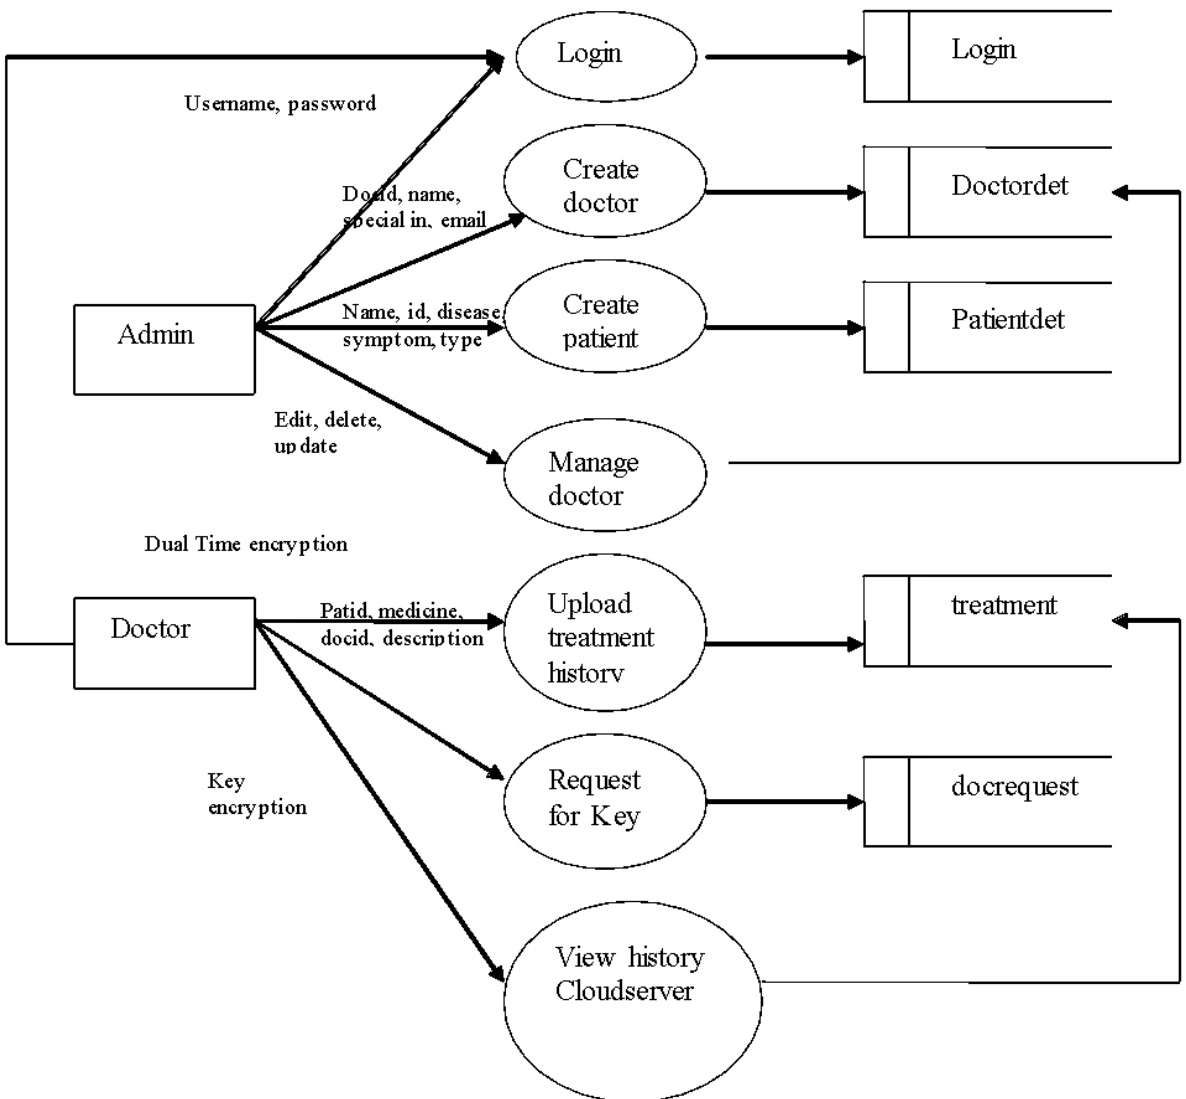 Login
Login
Username, password
Create
doctor
Doctordet
Docid, name,
special in, email
Admin
Name, id, disease,
symptom, type
Create
patient
Patientdet
Edit, delete,
update
Manage
doctor
Dual Time encryption
Doctor
Patid, medicine,
docid, description
Upload
treatment
history
treatment
Key
encryption
Request
for Key
docrequest
View history
Cloudserver